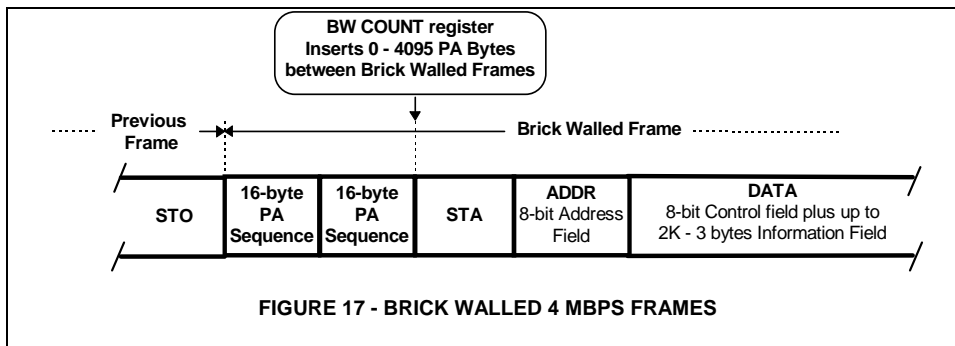 BW COUNT register
Inserts 0 - 4095 PA Bytes
between Brick Walled Frames
Previous
Frame
Brick Walled Frame
STO
16-byte
PA
Sequence
16-byte
PA
Sequence
STA
ADDR
8-bit Address
Field
DATA
8-bit Control field plus up to
2K - 3 bytes Information Field
FIGURE 17 - BRICK WALLED 4 MBPS FRAMES